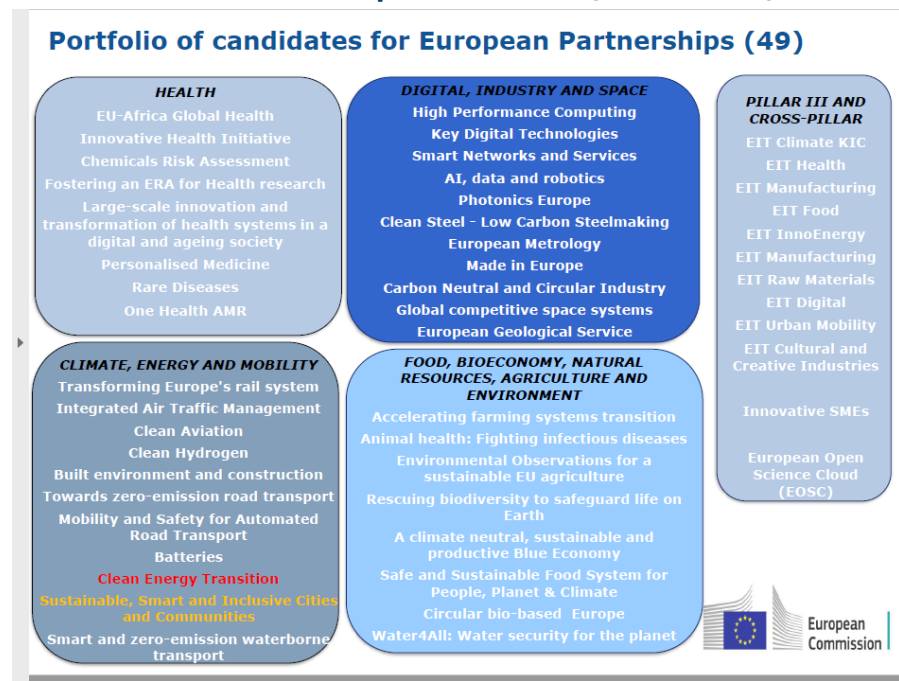 Portfolio of candidates for European Partnerships (49)
HEALTH
EU-Africa Global Health
Innovative Health Initiative
Chemicals Risk Assessment
Fostering an ERA for Health research
Large-scale innovation and
transformation of health systems in a
digital and ageing society
Personalised Medicine
Rare Diseases
One Health AMR
DIGITAL, INDUSTRY AND SPACE
High Performance Computing
Key Digital Technologies
Smart Networks and Services
AI, data and robotics
Photonics Europe
Clean Steel - Low Carbon Steelmaking
European Metrology
Made in Europe
Carbon Neutral and Circular Industry
Global competitive space systems
European Geological Service
PILLAR III AND
CROSS-PILLAR
EIT Climate KIC
EIT Health
EIT Manufacturing
EIT Food
EIT InnoEnergy
EIT Manufacturing
EIT Raw Materials
EIT Digital
EIT Urban Mobility
EIT Cultural and
Creative Industries
Innovative SMEs
European Open
Science Cloud
(EOSC)
CLIMATE, ENERGY AND MOBILITY
Transforming Europe's rail system
Integrated Air Traffic Management
Clean Aviation
Clean Hydrogen
Built environment and construction
Towards zero-emission road transport
Mobility and Safety for Automated
Road Transport
Batteries
Clean Energy Transition
Sustainable, Smart and Inclusive Cities
and Communities
Smart and zero-emission waterborne
transport
FOOD, BIOECONOMY, NATURAL
RESOURCES, AGRICULTURE AND
ENVIRONMENT
Accelerating farming systems transition
Animal health: Fighting infectious diseases
Environmental Observations for a
sustainable EU agriculture
Rescuing biodiversity to safeguard life on
Earth
A climate neutral, sustainable and
productive Blue Economy
Safe and Sustainable Food System for
People, Planet & Climate
Circular bio-based Europe
Water4All: Water security for the planet
European
Commission